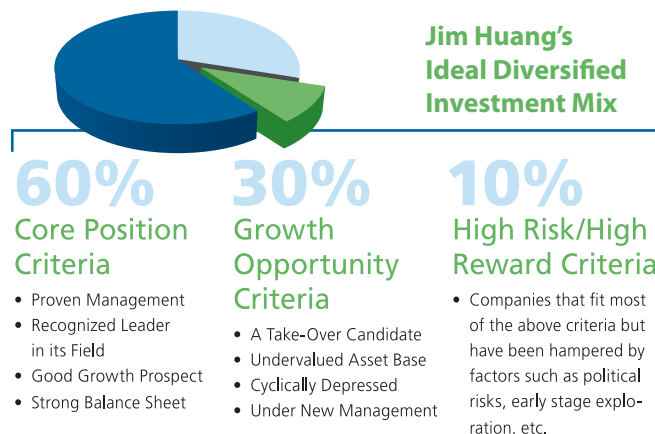 Jim Huang's
Ideal Diversified
Investment Mix
60%
Core Position
Criteria
• Proven Management
• Recognized Leader
in its Field
• Good Growth Prospect
• Strong Balance Sheet
30%
Growth
Opportunity
Criteria
• A Take-Over Candidate
• Undervalued Asset Base
• Cyclically Depressed
• Under New Management
10%
High Risk/High
Reward Criteria
• Companies that fit most
of the above criteria but
have been hampered by
factors such as political
risks, early stage explo-
ration, etc.